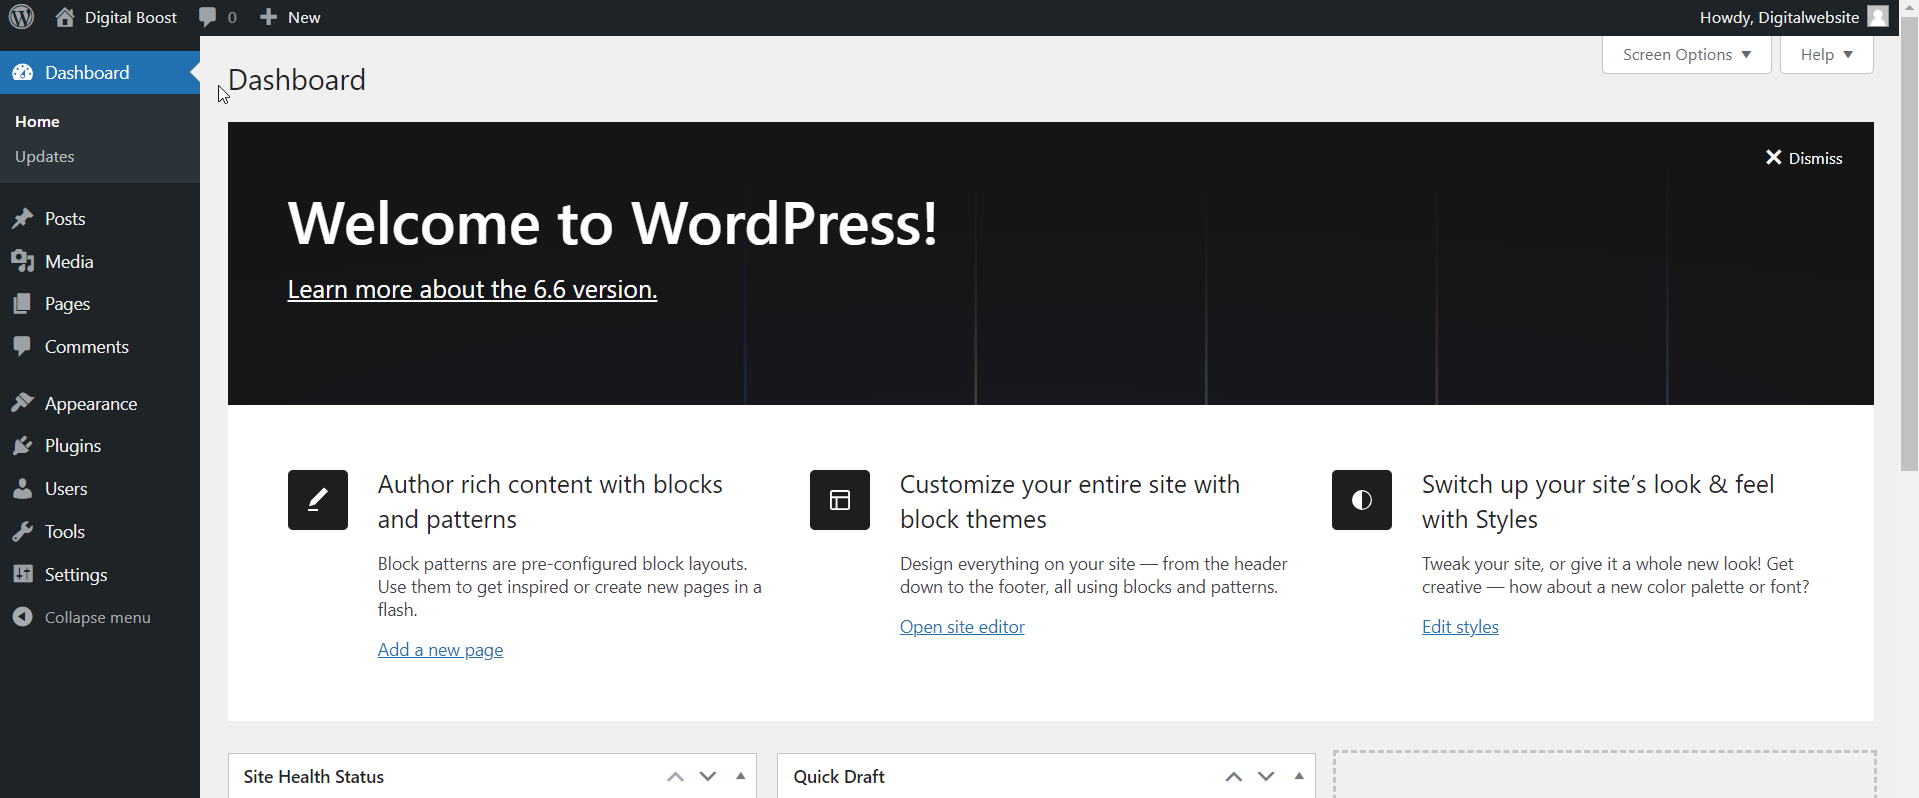 Digital Boost
0
New
Howdy, Digitalwebsite
Screen Options
Help
Dashboard
Home
Updates
Posts
Media
Pages
Comments
Appearance
Plugins
Users
Tools
Settings
Collapse menu
Dashboard
Dismiss
Welcome to WordPress!
Learn more about the 6.6 version.
Author rich content with blocks
and patterns
Block patterns are pre-configured block layouts.
Use them to get inspired or create new pages in a
flash.
Add a new page
Customize your entire site with
block themes
Design everything on your site — from the header
down to the footer, all using blocks and patterns.
Open site editor
Switch up your site’s look & feel
with Styles
Tweak your site, or give it a whole new look! Get
creative — how about a new color palette or font?
Edit styles
Site Health Status
Quick Draft